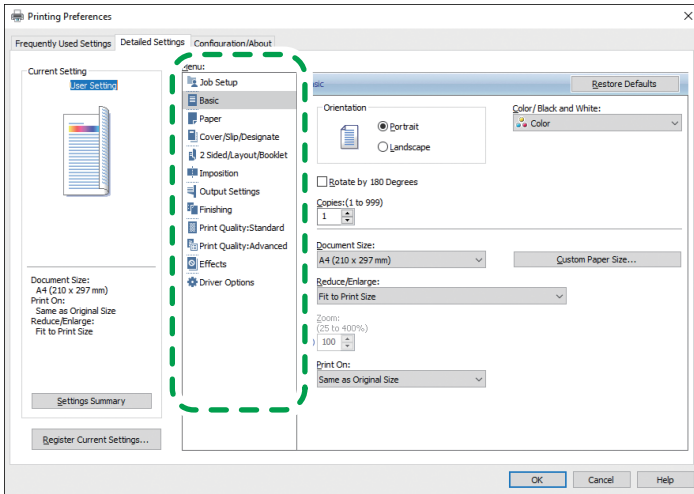 Printing Preferences
Frequently Used Settings Detailed Settings Configuration/About
Current Setting
User Setting
Document Size:
A4 (210 x 297 mm)
Print On:
Same as Original Size
Reduce/Enlarge:
Fit to Print Size
Settings Summary
Register Current Settings...
Menu:
Job Setup
Basic
Paper
Cover/Slip/Designate
2 Sided/Layout/Booklet
Imposition
Output Settings
Finishing
Print Quality:Standard
Print Quality:Advanced
Effects
Driver Options
asic
Restore Defaults
Orientation
Portrait
Landscape
Color/ Black and White:
Color
Rotate by 180 Degrees
Copies:(1 to 999)
1
Document Size:
A4 (210 x 297 mm)
Custom Paper Size...
Reduce/Enlarge:
Fit to Print Size
Zoom:
(25 to 400%)
) 100
Print On:
Same as Original Size
OK Cancel Help